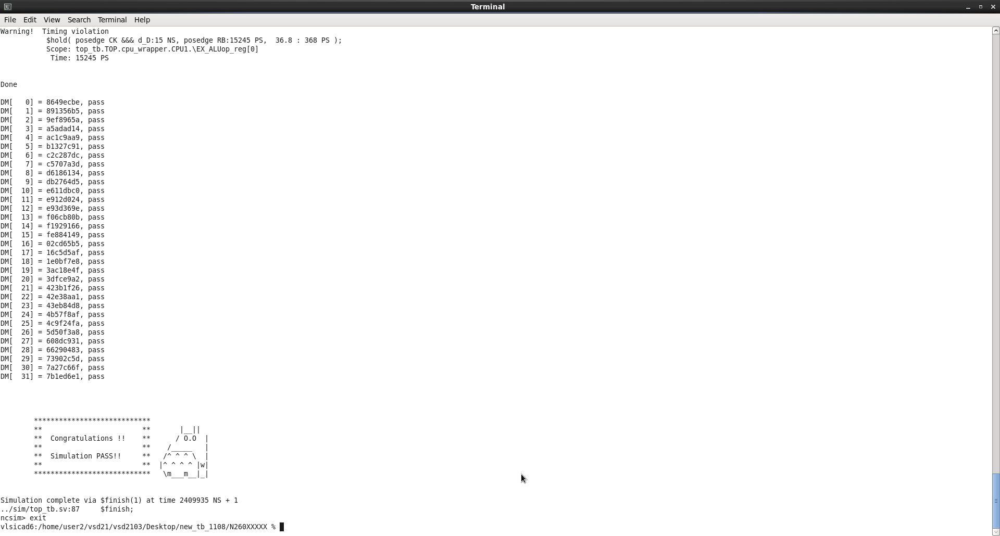 Terminal
File Edit View Search Terminal Help
Warning!  Timing violation
           $hold( posedge CK &&& d_D:15 NS, posedge RB:15245 PS,  36.8 : 368 PS );
           Scope: top_tb.TOP.cpu_wrapper.CPU1.\EX_ALUop_reg[0]
            Time: 15245 PS
Done
DM[   0] = 8649ecbe, pass
DM[   1] = 891356b5, pass
DM[   2] = 9ef8965a, pass
DM[   3] = a5adad14, pass
DM[   4] = ac1c9aa9, pass
DM[   5] = b1327c91, pass
DM[   6] = c2c287dc, pass
DM[   7] = c5707a3d, pass
DM[   8] = d6186134, pass
DM[   9] = db2764d5, pass
DM[  10] = e611dbc0, pass
DM[  11] = e912d024, pass
DM[  12] = e93d369e, pass
DM[  13] = f06cb80b, pass
DM[  14] = f1929166, pass
DM[  15] = fe884149, pass
DM[  16] = 02cd65b5, pass
DM[  17] = 16c5d5af, pass
DM[  18] = 1e0bf7e8, pass
DM[  19] = 3ac18e4f, pass
DM[  20] = 3dfce9a2, pass
DM[  21] = 423b1f26, pass
DM[  22] = 42e38aa1, pass
DM[  23] = 43eb84d8, pass
DM[  24] = 4b57f8af, pass
DM[  25] = 4c9f24fa, pass
DM[  26] = 5d50f3a8, pass
DM[  27] = 608dc931, pass
DM[  28] = 66290483, pass
DM[  29] = 73902c5d, pass
DM[  30] = 7a27c66f, pass
DM[  31] = 7b1ed6e1, pass
        ****************************
        **                        **       |__||
        **  Congratulations !!    **      / O.O  |
        **                        **    /_____   |
        **  Simulation PASS!!     **   /^ ^ ^ \  |
        **                        **  |^ ^ ^ ^ |w|
        ****************************   \m___m__|_|
Simulation complete via $finish(1) at time 2409935 NS + 1
../sim/top_tb.sv:87     $finish;
ncsim> exit
vlsicad6:/home/user2/vsd21/vsd2103/Desktop/new_tb_1108/N260XXXXX %